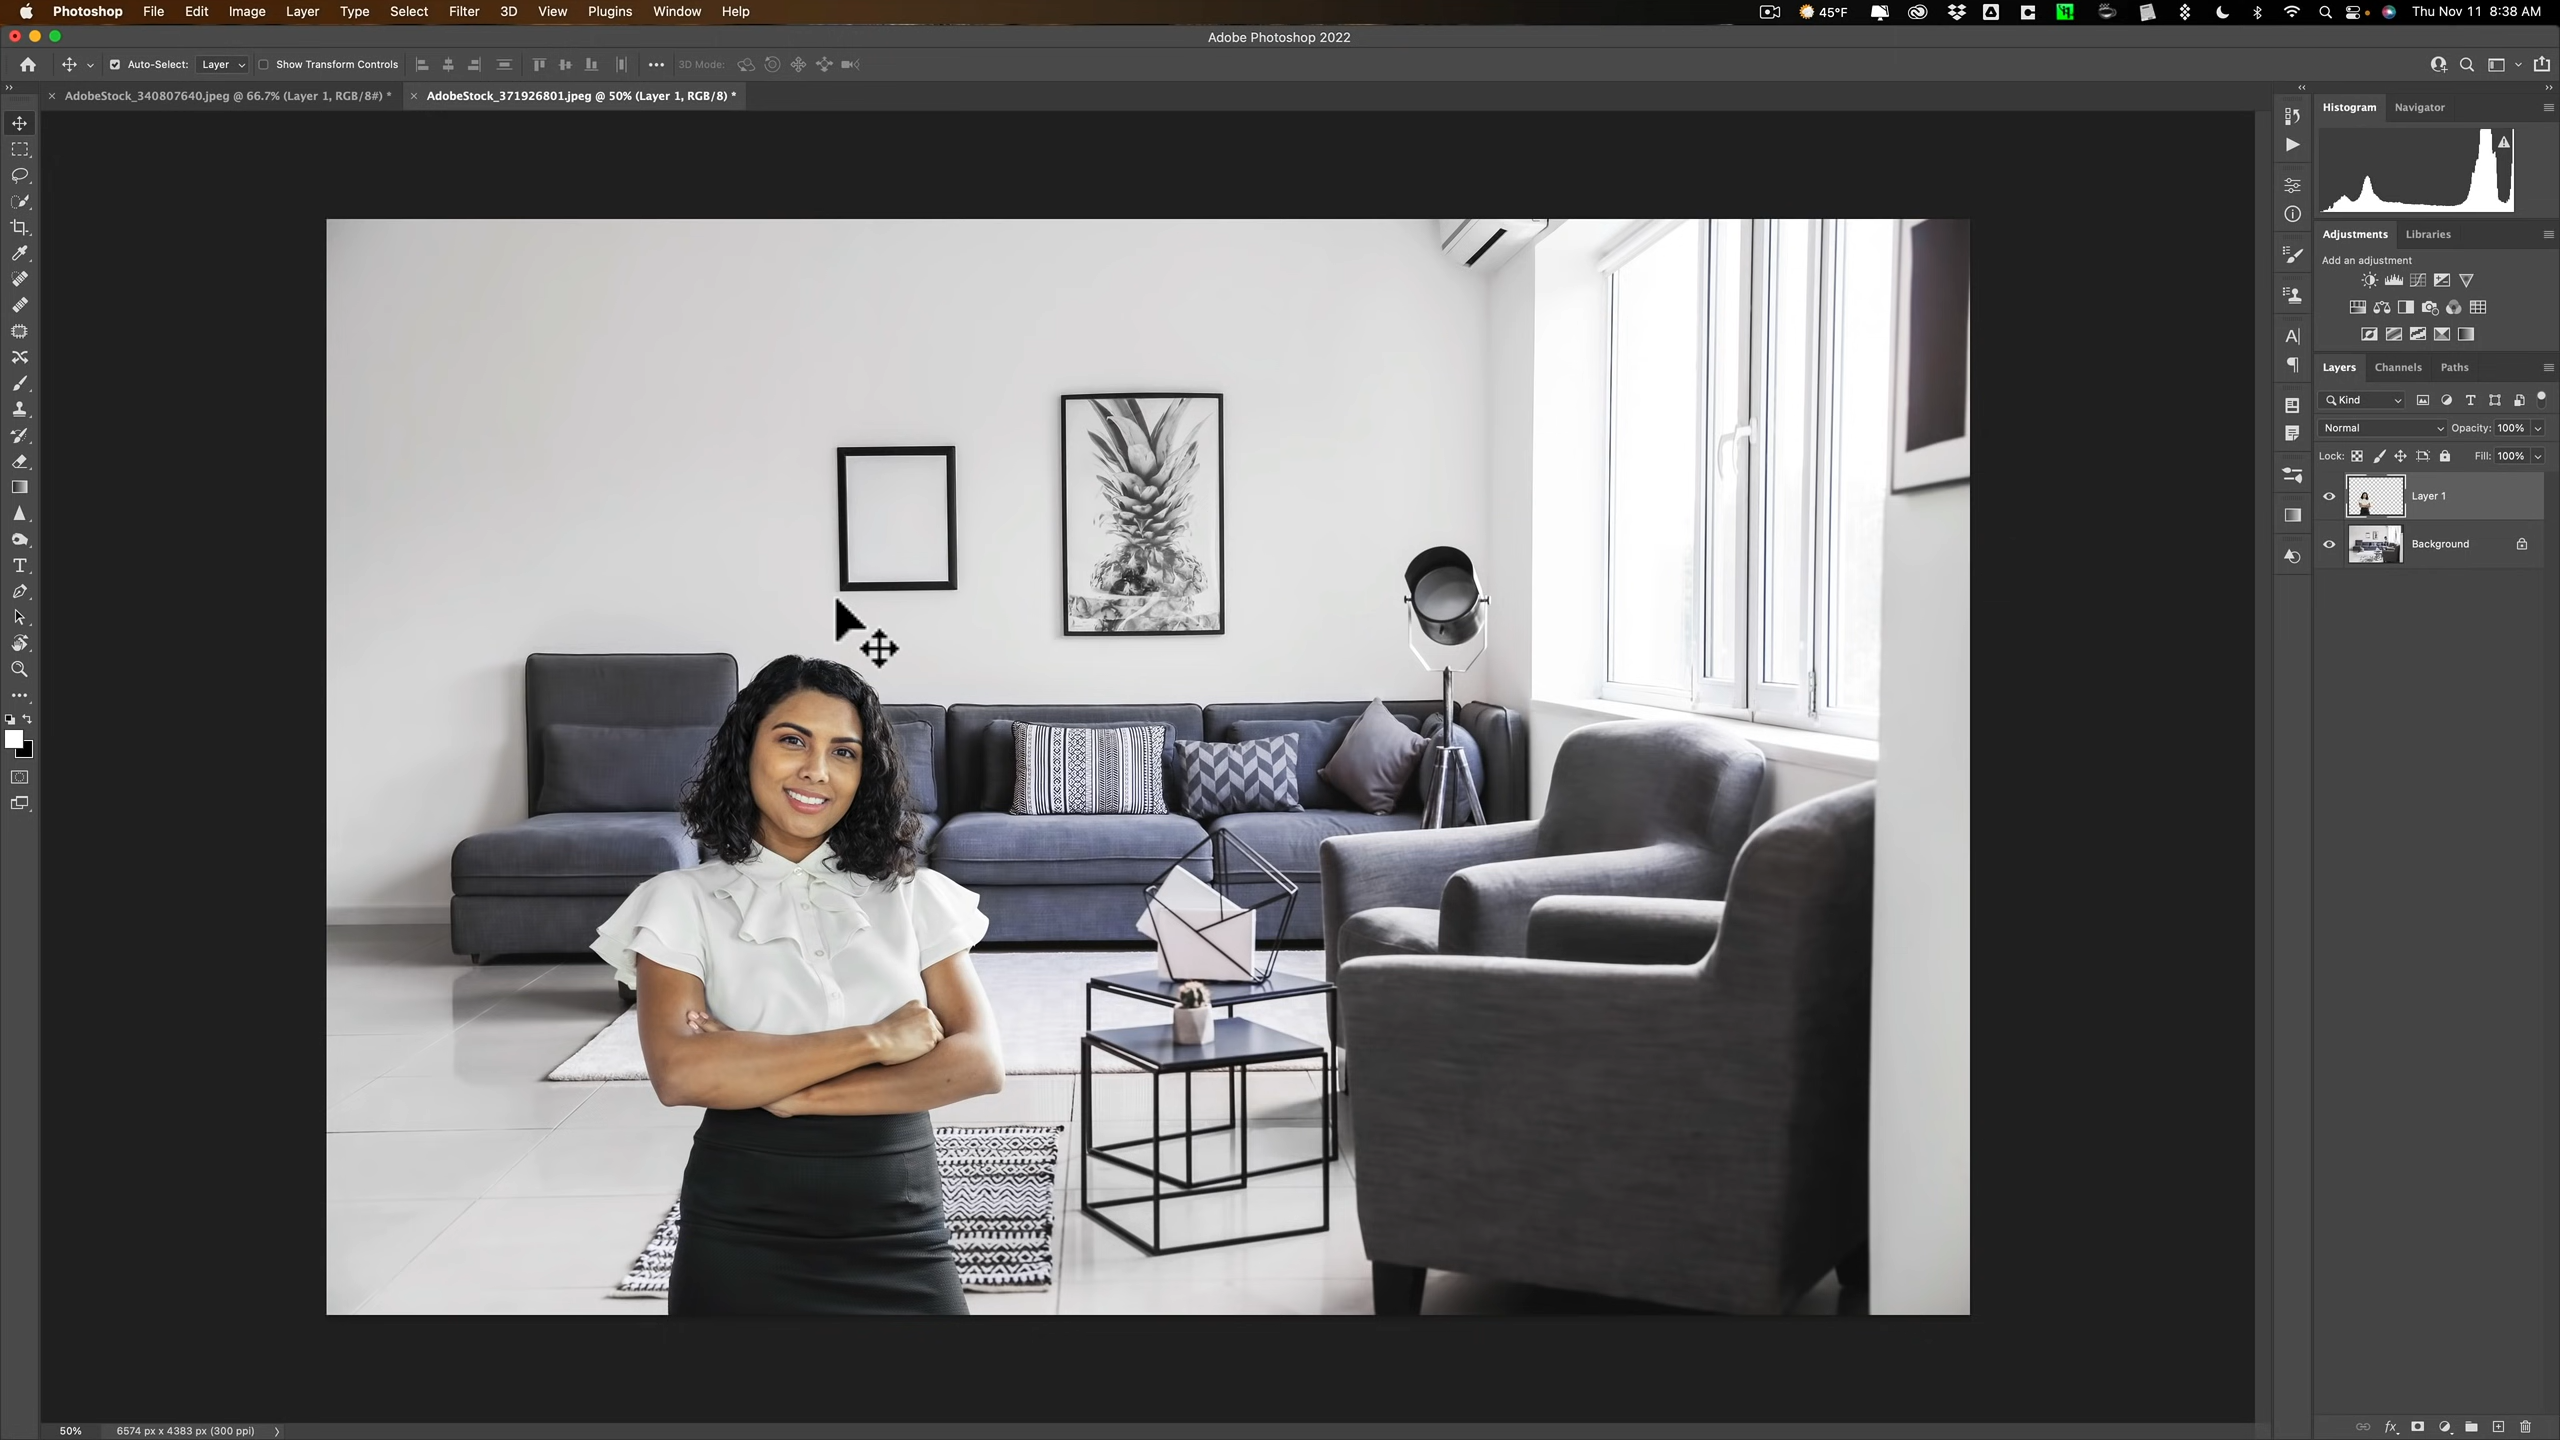 Photoshop File Edit Image Layer Type Select Filter 3D View Plugins Window Help 45°F Thu Nov 11 8:38 AM
Adobe Photoshop 2022
Auto-Select: Layer Show Transform Controls 3D Mode:
AdobeStock_340807640.jpeg @ 66.7% (Layer 1, RGB/8#) * AdobeStock_371926801.jpeg @ 50% (Layer 1, RGB/8) *
Histogram Navigator
Adjustments Libraries
Add an adjustment
Layers Channels Paths
Kind
Normal Opacity: 100%
Lock: Fill: 100%
Layer 1
Background
50% 6574 px x 4383 px (300 ppi)